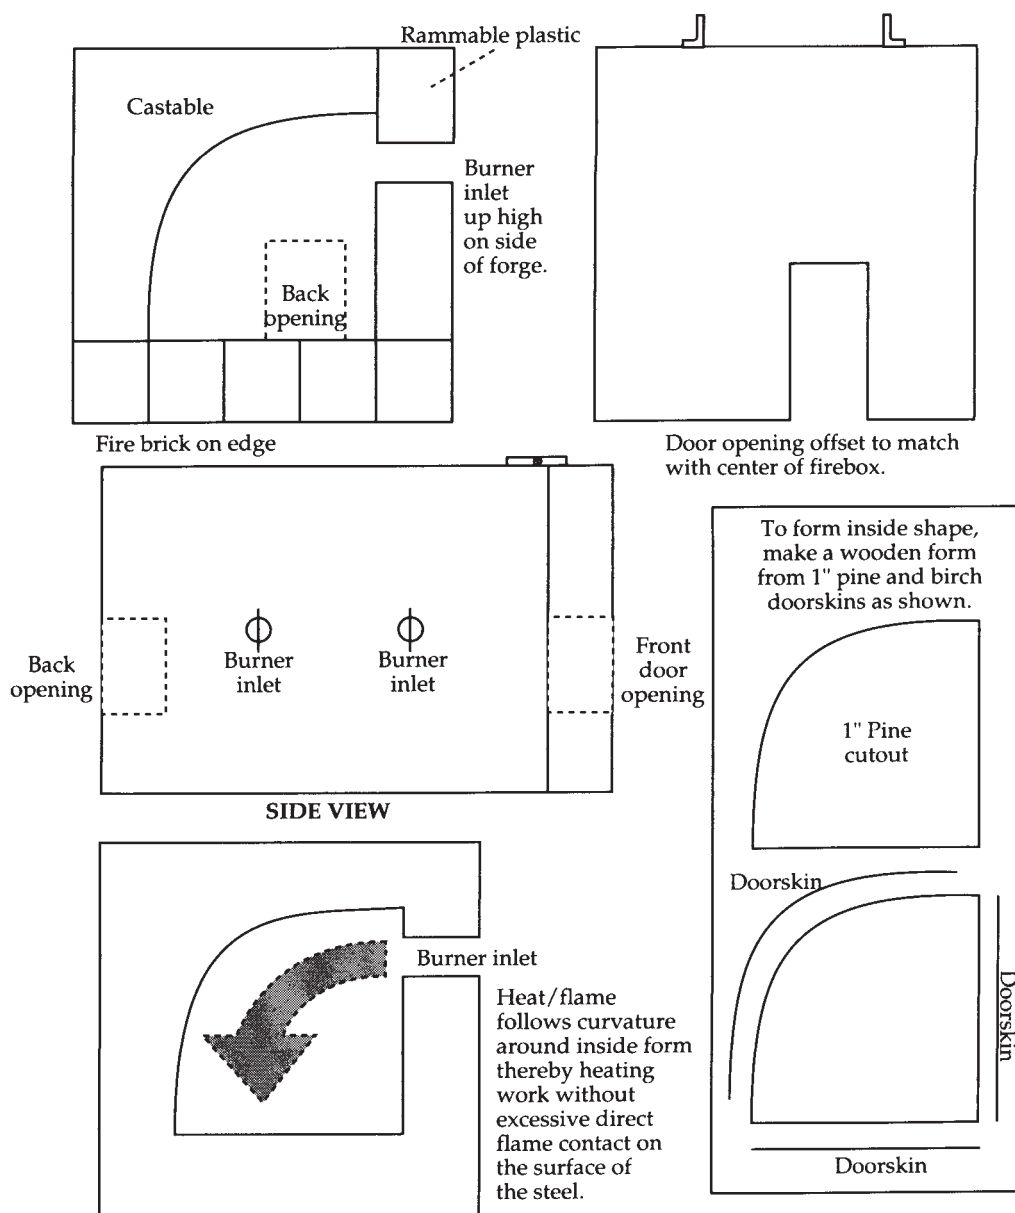 Rammable plastic
Castable
Burner
inlet
up high
on side
of forge.
Back
opening
Fire brick on edge
Door opening offset to match
with center of firebox.
Back
opening
Burner
inlet
Burner
inlet
Front
door
opening
SIDE VIEW
To form inside shape,
make a wooden form
from 1" pine and birch
doorskins as shown.
1" Pine
cutout
Doorskin
Doorskin
Doorskin
Burner inlet
Heat/flame
follows curvature
around inside form
thereby heating
work without
excessive direct
flame contact on
the surface of
the steel.